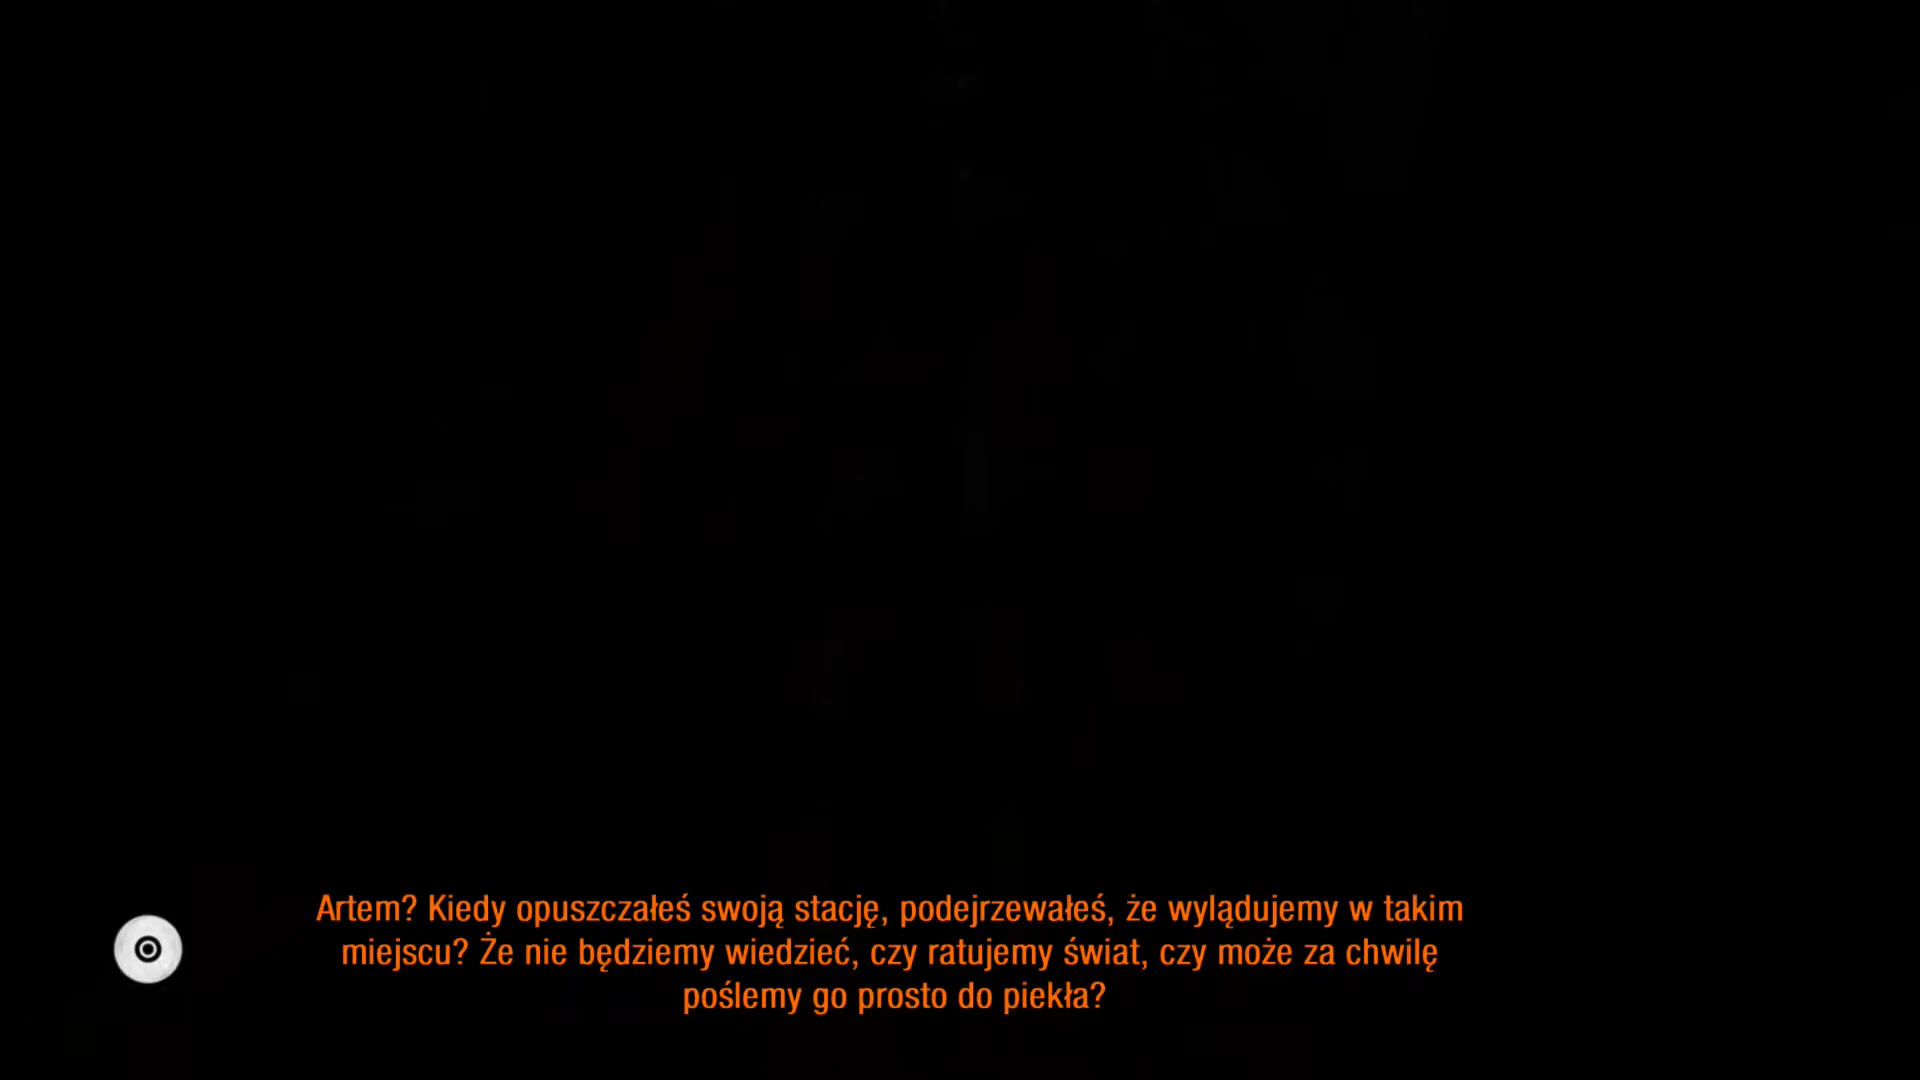 Artem? Kiedy opuszczałeś swoją stację, podejrzewałeś, że wylądujemy w takim
miejscu? Że nie będziemy wiedzieć, czy ratujemy świat, czy może za chwilę
poślemy go prosto do piekła?